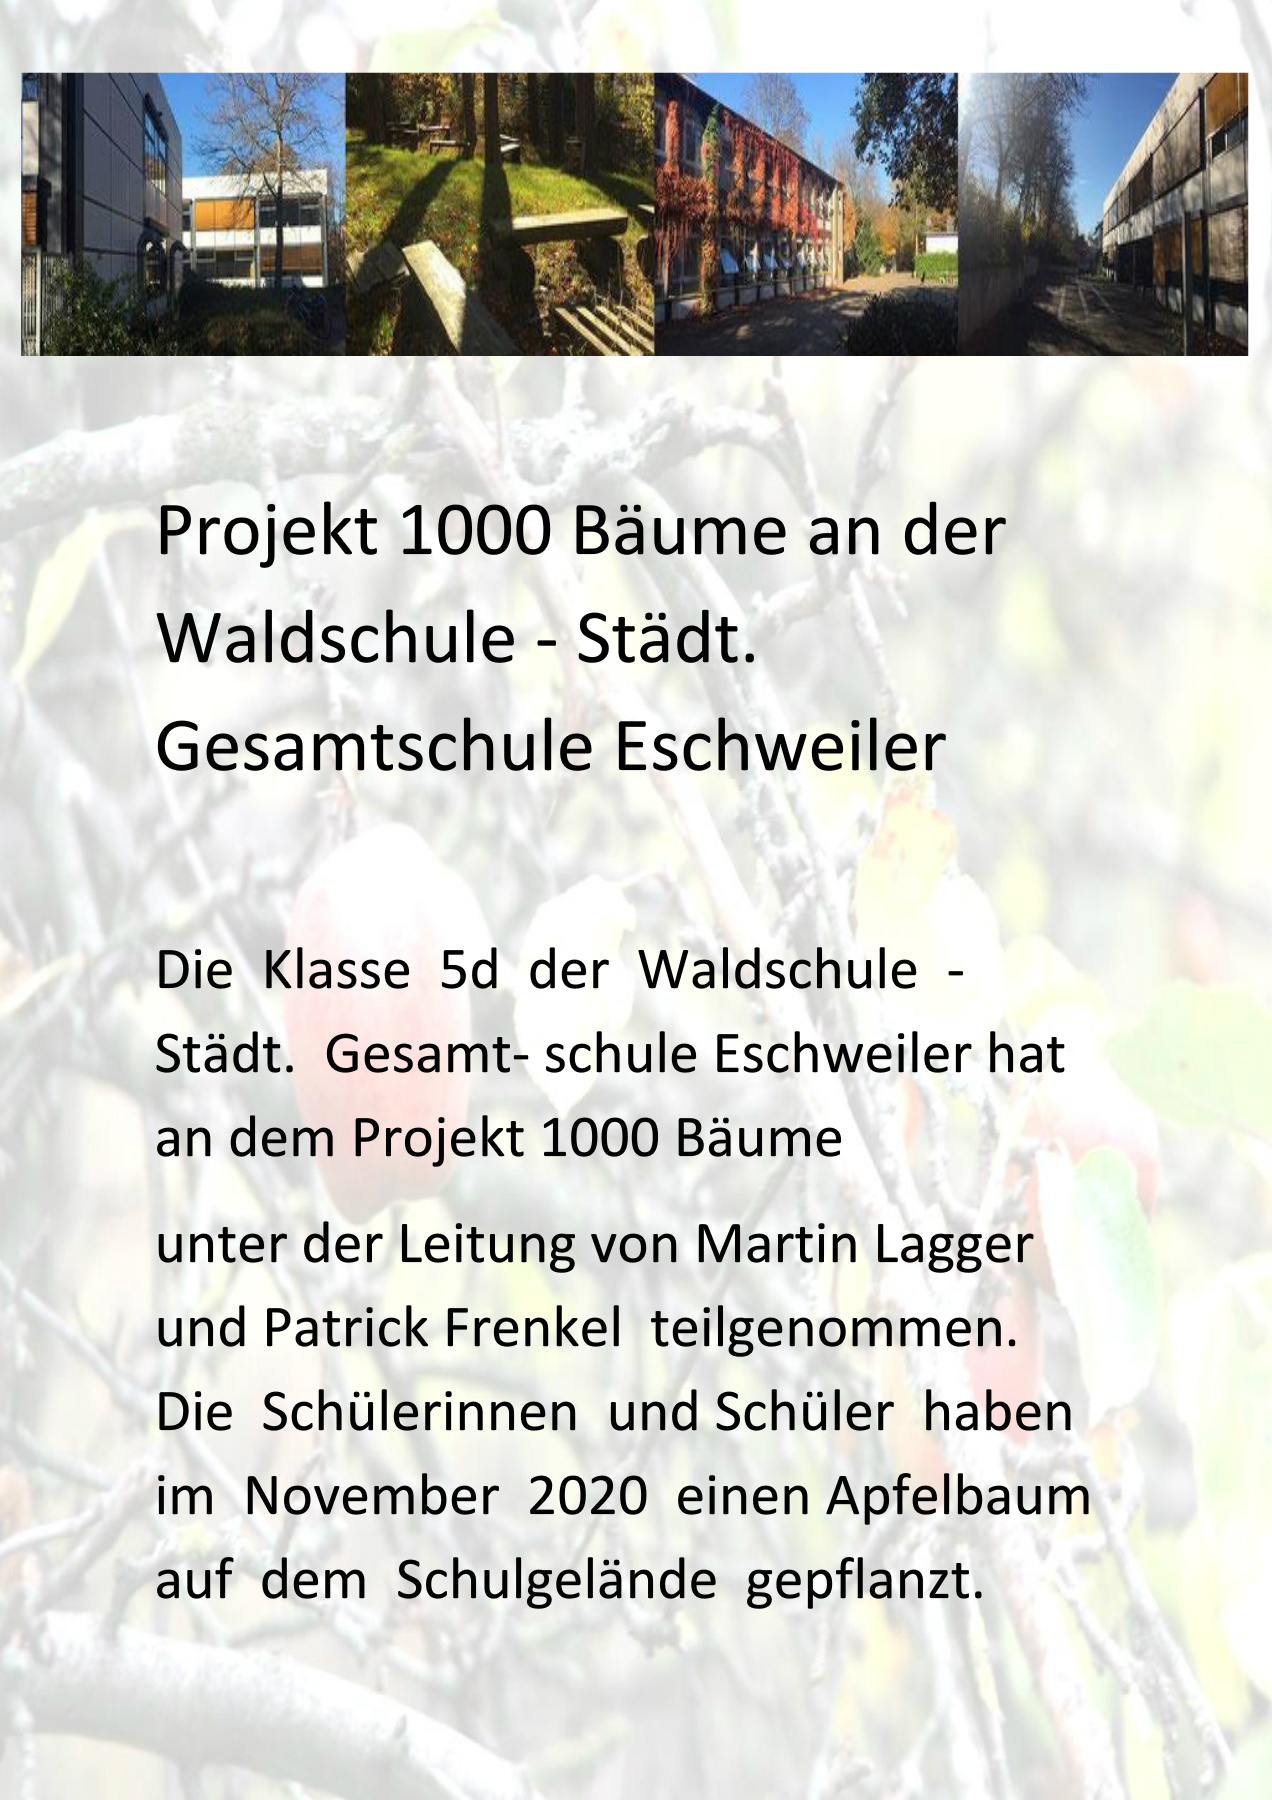 Projekt 1000 Bäume an der
Waldschule - Städt.
Gesamtschule Eschweiler
Die Klasse 5d der Waldschule -
Städt. Gesamt- schule Eschweiler hat
an dem Projekt 1000 Bäume
unter der Leitung von Martin Lagger
und Patrick Frenkel teilgenommen.
Die Schülerinnen und Schüler haben
im November 2020 einen Apfelbaum
auf dem Schulgelände gepflanzt.